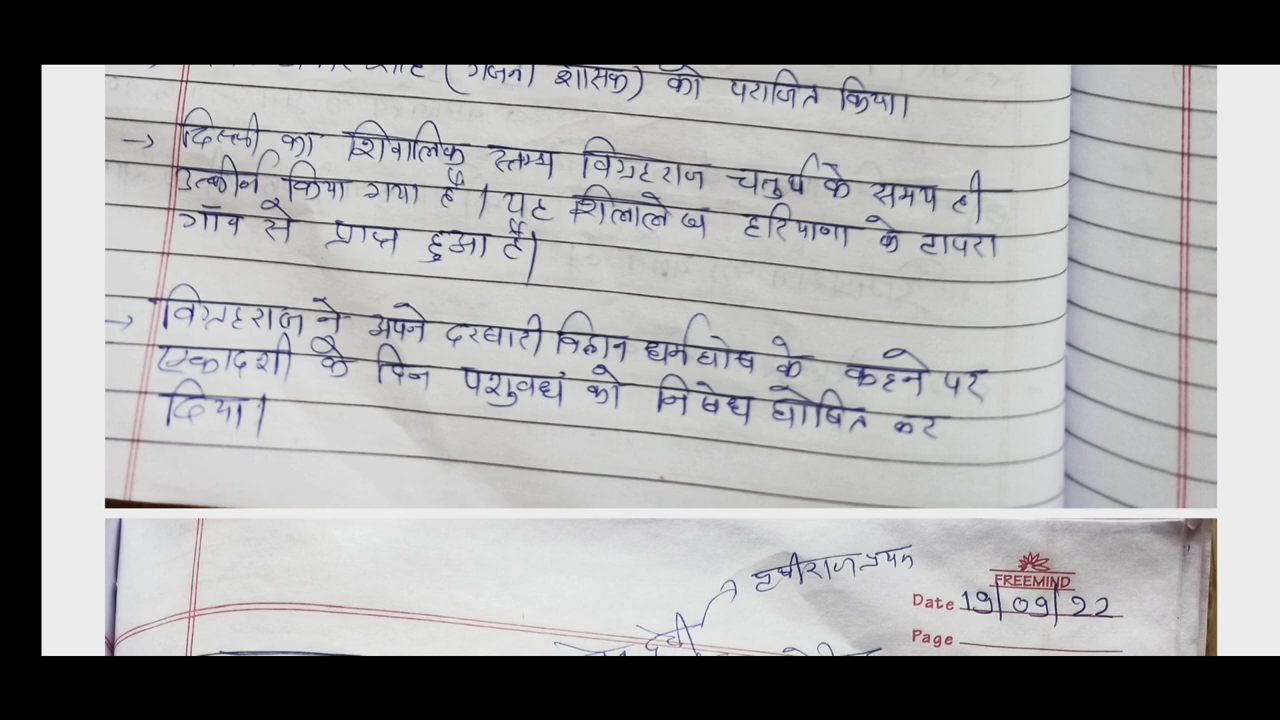 (गजनी शासक) को पराजित किया।
→ दिल्ली का शिवालिक स्तम्भ विग्रहराज चतुर्थ के समय ही
उत्कीर्न किया गया है। यह शिलालेख हरियाणा के टापरा
गाँव से प्राप्त हुआ है।
→ विग्रहराज ने अपने दरबारी विद्वान धर्मघोष के कहने पर
एकादशी के दिन पशुवधं को निषेध घोषित कर
दिया।
पृथ्वीराज प्रथम
FREEMIND
Date 19/09/22
Page